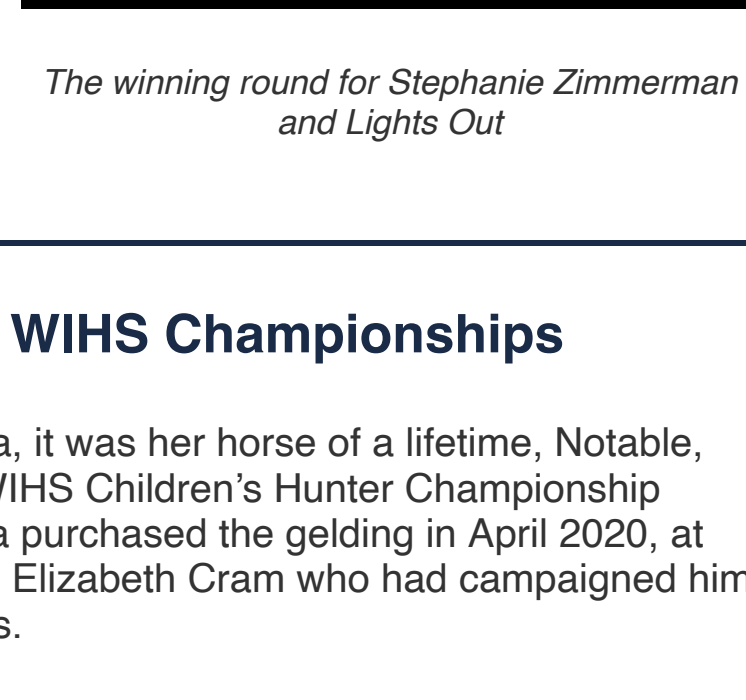 The winning round for Stephanie Zimmerman
and Lights Out
WIHS Championships
a, it was her horse of a lifetime, Notable,
WIHS Children’s Hunter Championship
a purchased the gelding in April 2020, at
Elizabeth Cram who had campaigned him
s.